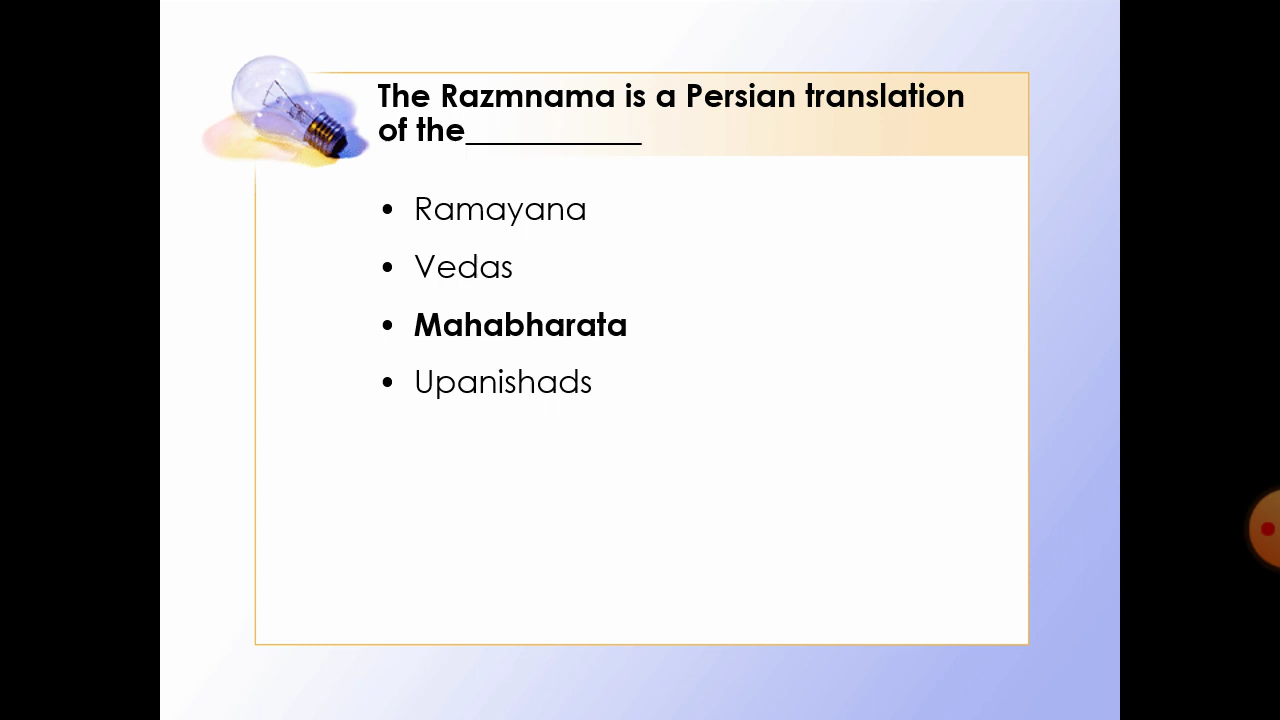 The Razmnama is a Persian translation
of the___________
• Ramayana
• Vedas
• Mahabharata
• Upanishads